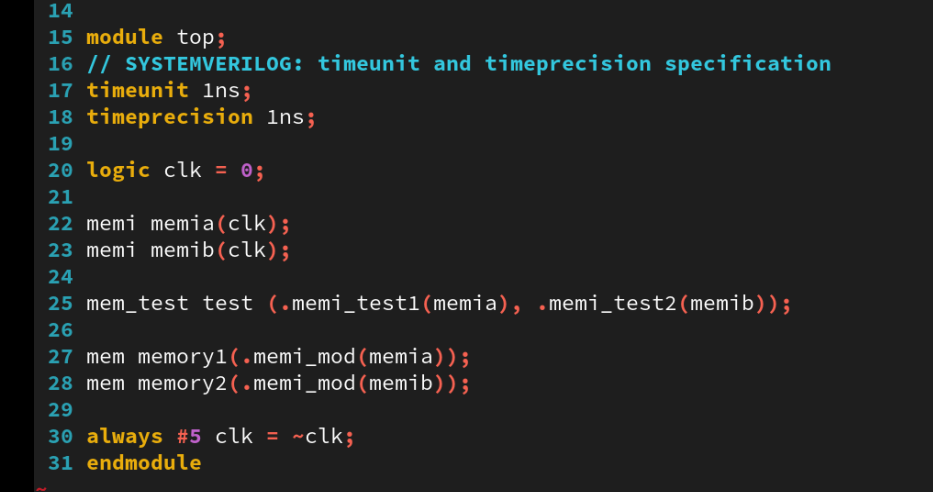 14
15 module top;
16 // SYSTEMVERILOG: timeunit and timeprecision specification
17 timeunit 1ns;
18 timeprecision 1ns;
19
20 logic clk = 0;
21
22 memi memia(clk);
23 memi memib(clk);
24
25 mem_test test (.memi_test1(memia), .memi_test2(memib));
26
27 mem memory1(.memi_mod(memia));
28 mem memory2(.memi_mod(memib));
29
30 always #5 clk = ~clk;
31 endmodule
~